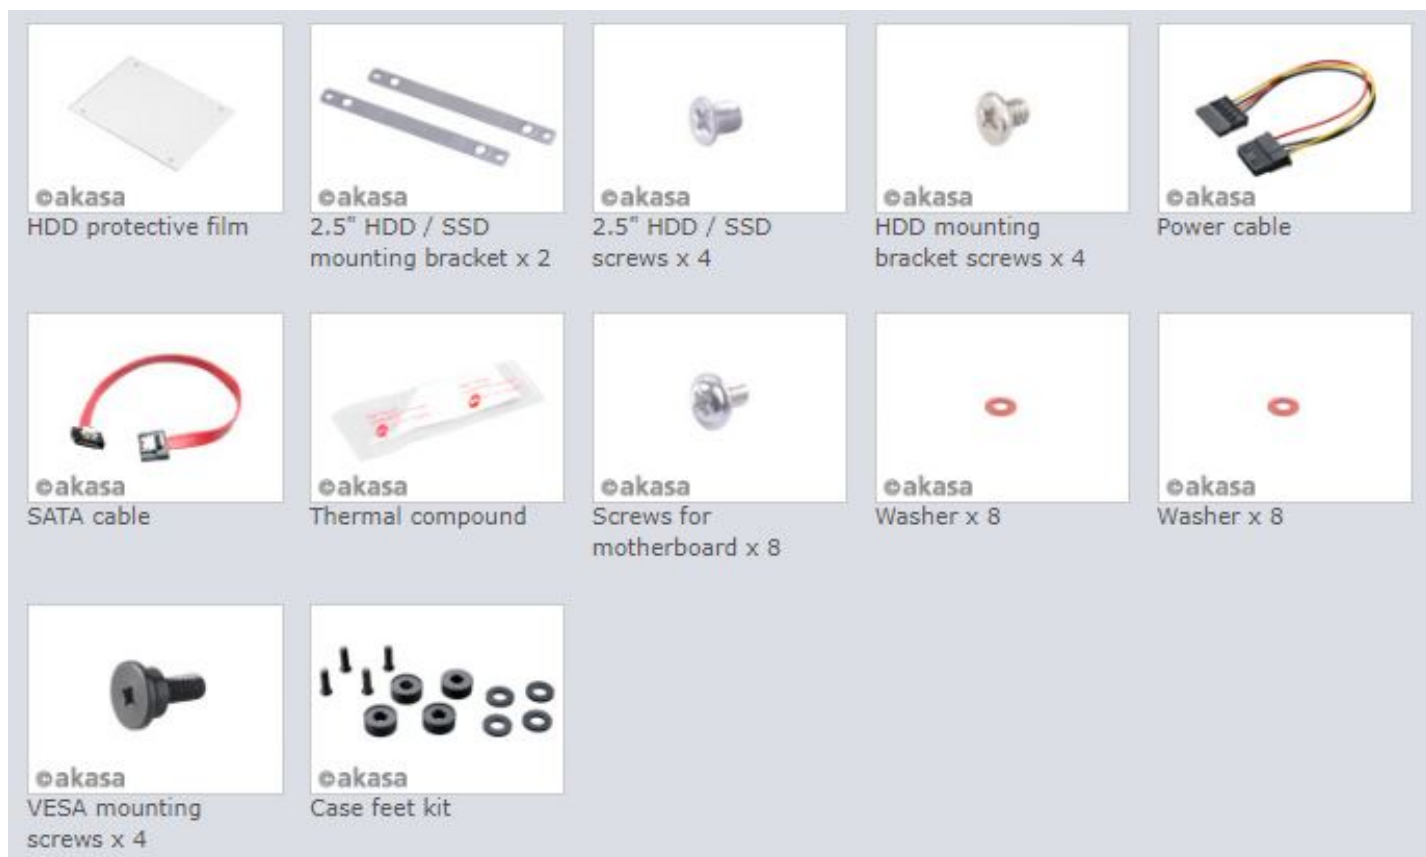 ©akasa
HDD protective film
©akasa
2.5" HDD / SSD
mounting bracket x 2
©akasa
2.5" HDD / SSD
screws x 4
©akasa
HDD mounting
bracket screws x 4
©akasa
Power cable
©akasa
SATA cable
©akasa
Thermal compound
©akasa
Screws for
motherboard x 8
©akasa
Washer x 8
©akasa
Washer x 8
©akasa
VESA mounting
screws x 4
©akasa
Case feet kit